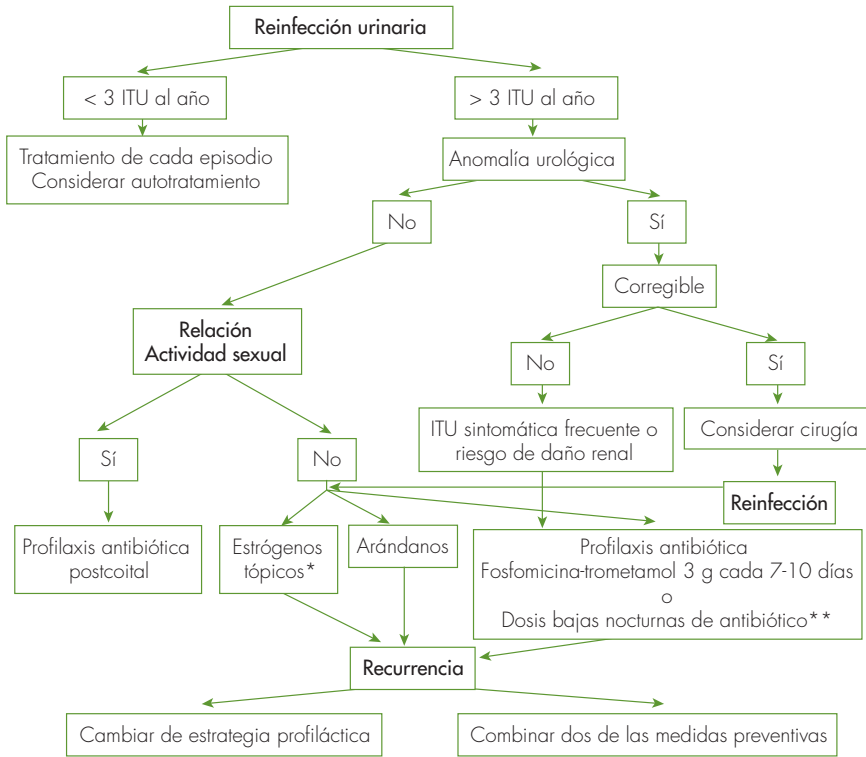 Reinfección urinaria
< 3 ITU al año
> 3 ITU al año
Tratamiento de cada episodio
Considerar autotratamiento
Anomalía urológica
No
Sí
Corregible
Relación
Actividad sexual
No
Sí
ITU sintomática frecuente o
riesgo de daño renal
Considerar cirugía
Sí
No
Reinfección
Profilaxis antibiótica
postcoital
Estrógenos
tópicos*
Arándanos
Profilaxis antibiótica
Fosfomicina-trometamol 3 g cada 7-10 días
o
Dosis bajas nocturnas de antibiótico**
Recurrencia
Cambiar de estrategia profiláctica
Combinar dos de las medidas preventivas